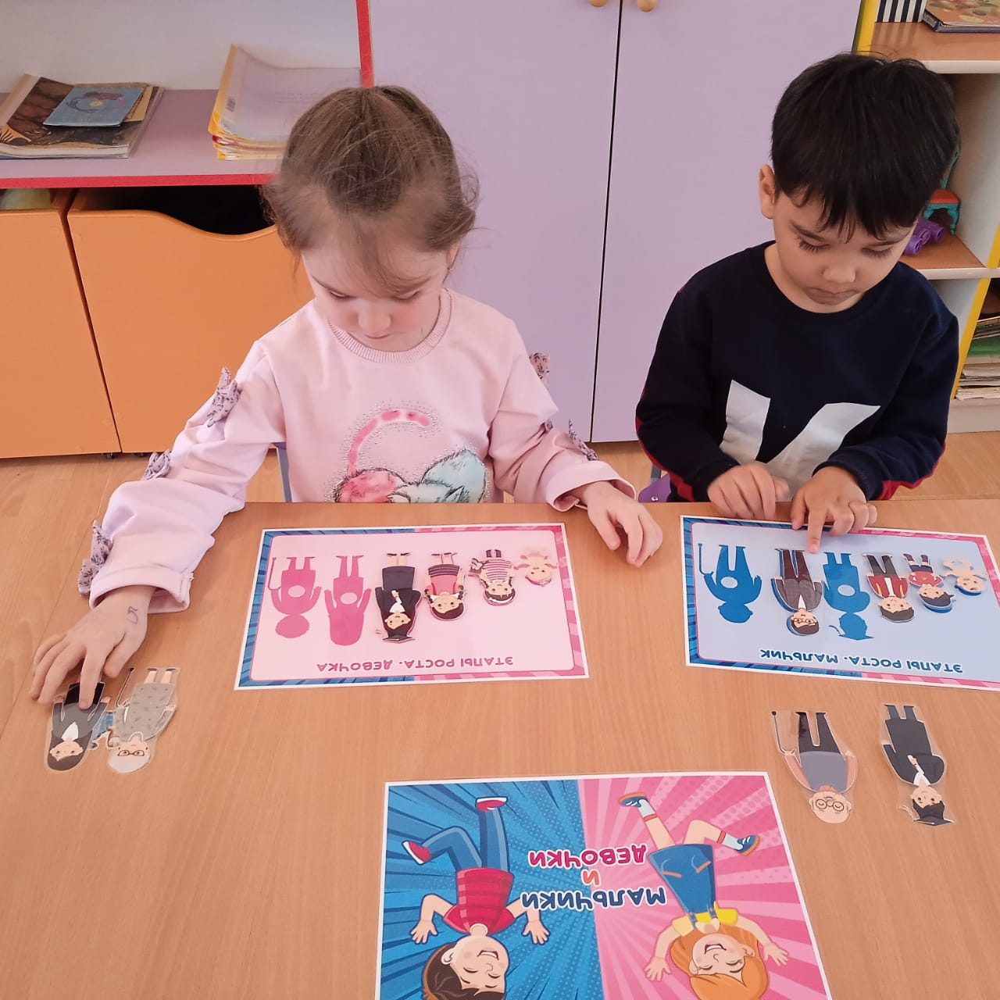 ЭТАПЫ РОСТА. ДЕВОЧКА
ЭТАПЫ РОСТА. МАЛЬЧИК
МАЛЬЧИКИ
И
ДЕВОЧКИ